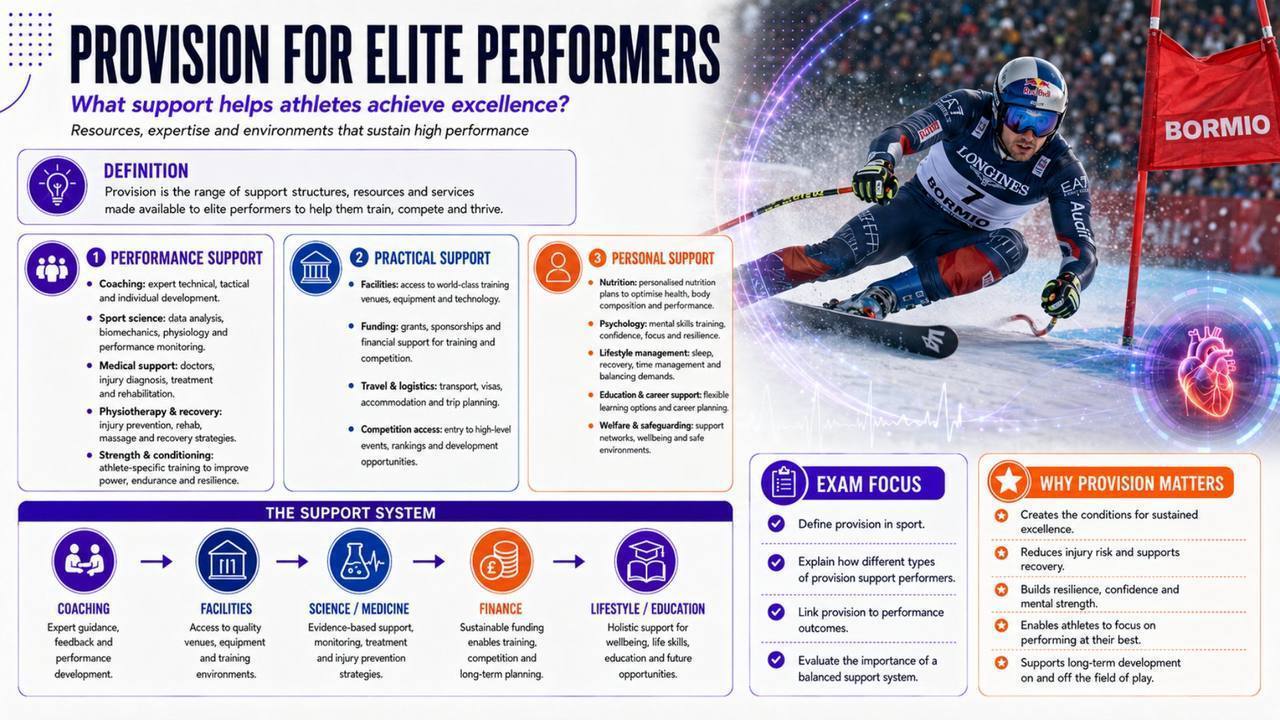 PROVISION FOR ELITE PERFORMERS
What support helps athletes achieve excellence?
Resources, expertise and environments that sustain high performance
DEFINITION
Provision is the range of support structures, resources and services
made available to elite performers to help them train, compete and thrive.
1 PERFORMANCE SUPPORT
Coaching: expert technical, tactical
and individual development.
Sport science: data analysis,
biomechanics, physiology and
performance monitoring.
Medical support: doctors,
injury diagnosis, treatment
and rehabilitation.
Physiotherapy & recovery:
injury prevention, rehab,
massage and recovery strategies.
Strength & conditioning:
athlete-specific training to improve
power, endurance and resilience.
2 PRACTICAL SUPPORT
Facilities: access to world-class training
venues, equipment and technology.
Funding: grants, sponsorships and
financial support for training and
competition.
Travel & logistics: transport, visas,
accommodation and trip planning.
Competition access: entry to high-level
events, rankings and development
opportunities.
3 PERSONAL SUPPORT
Nutrition: personalised nutrition
plans to optimise health, body
composition and performance.
Psychology: mental skills training,
confidence, focus and resilience.
Lifestyle management: sleep,
recovery, time management and
balancing demands.
Education & career support: flexible
learning options and career planning.
Welfare & safeguarding: support
networks, wellbeing and safe
environments.
Red Bull
EA7
LONGINES
7
BORMIO
EA7
Audi
BORMIO
THE SUPPORT SYSTEM
COACHING
Expert guidance,
feedback and
performance
development.
FACILITIES
Access to quality
venues, equipment
and training
environments.
SCIENCE / MEDICINE
Evidence-based support,
monitoring, treatment
and injury prevention
strategies.
£
FINANCE
Sustainable funding
enables training,
competition and
long-term planning.
LIFESTYLE / EDUCATION
Holistic support for
wellbeing, life skills,
education and future
opportunities.
EXAM FOCUS
Define provision in sport.
Explain how different types
of provision support performers.
Link provision to performance
outcomes.
Evaluate the importance of a
balanced support system.
WHY PROVISION MATTERS
Creates the conditions for sustained
excellence.
Reduces injury risk and supports
recovery.
Builds resilience, confidence and
mental strength.
Enables athletes to focus on
performing at their best.
Supports long-term development
on and off the field of play.